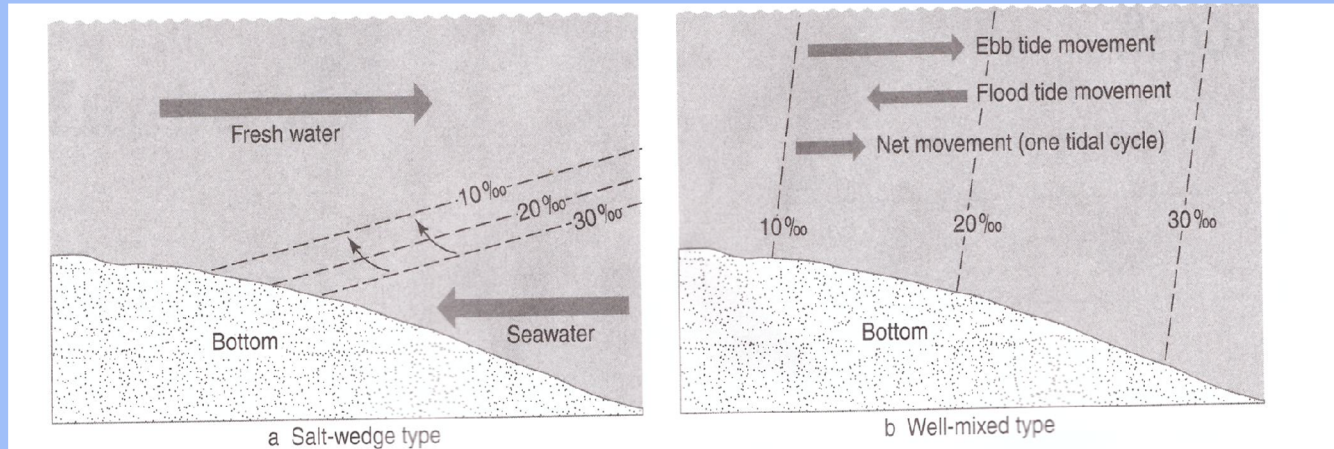 Fresh water
10‰
20‰
30‰
Seawater
Bottom
a Salt-wedge type
Ebb tide movement
Flood tide movement
Net movement (one tidal cycle)
10‰
20‰
30‰
Bottom
b Well-mixed type